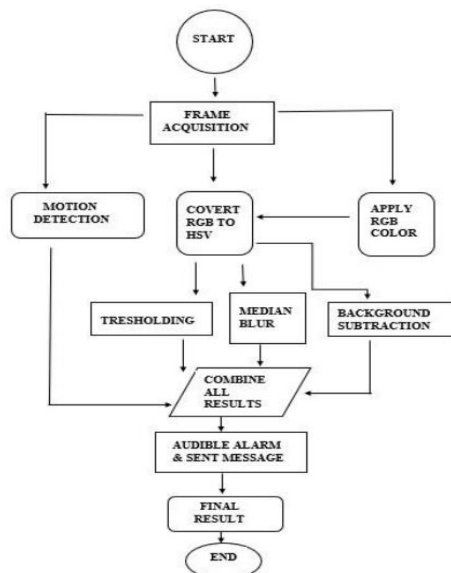 START
FRAME
ACQUISITION
MOTION
DETECTION
COVERT
RGB TO
HSV
APPLY
RGB
COLOR
TRESHOLDING
MEDIAN
BLUR
BACKGROUND
SUBTRACTION
COMBINE
ALL
RESULTS
AUDIBLE ALARM
& SENT MESSAGE
FINAL
RESULT
END